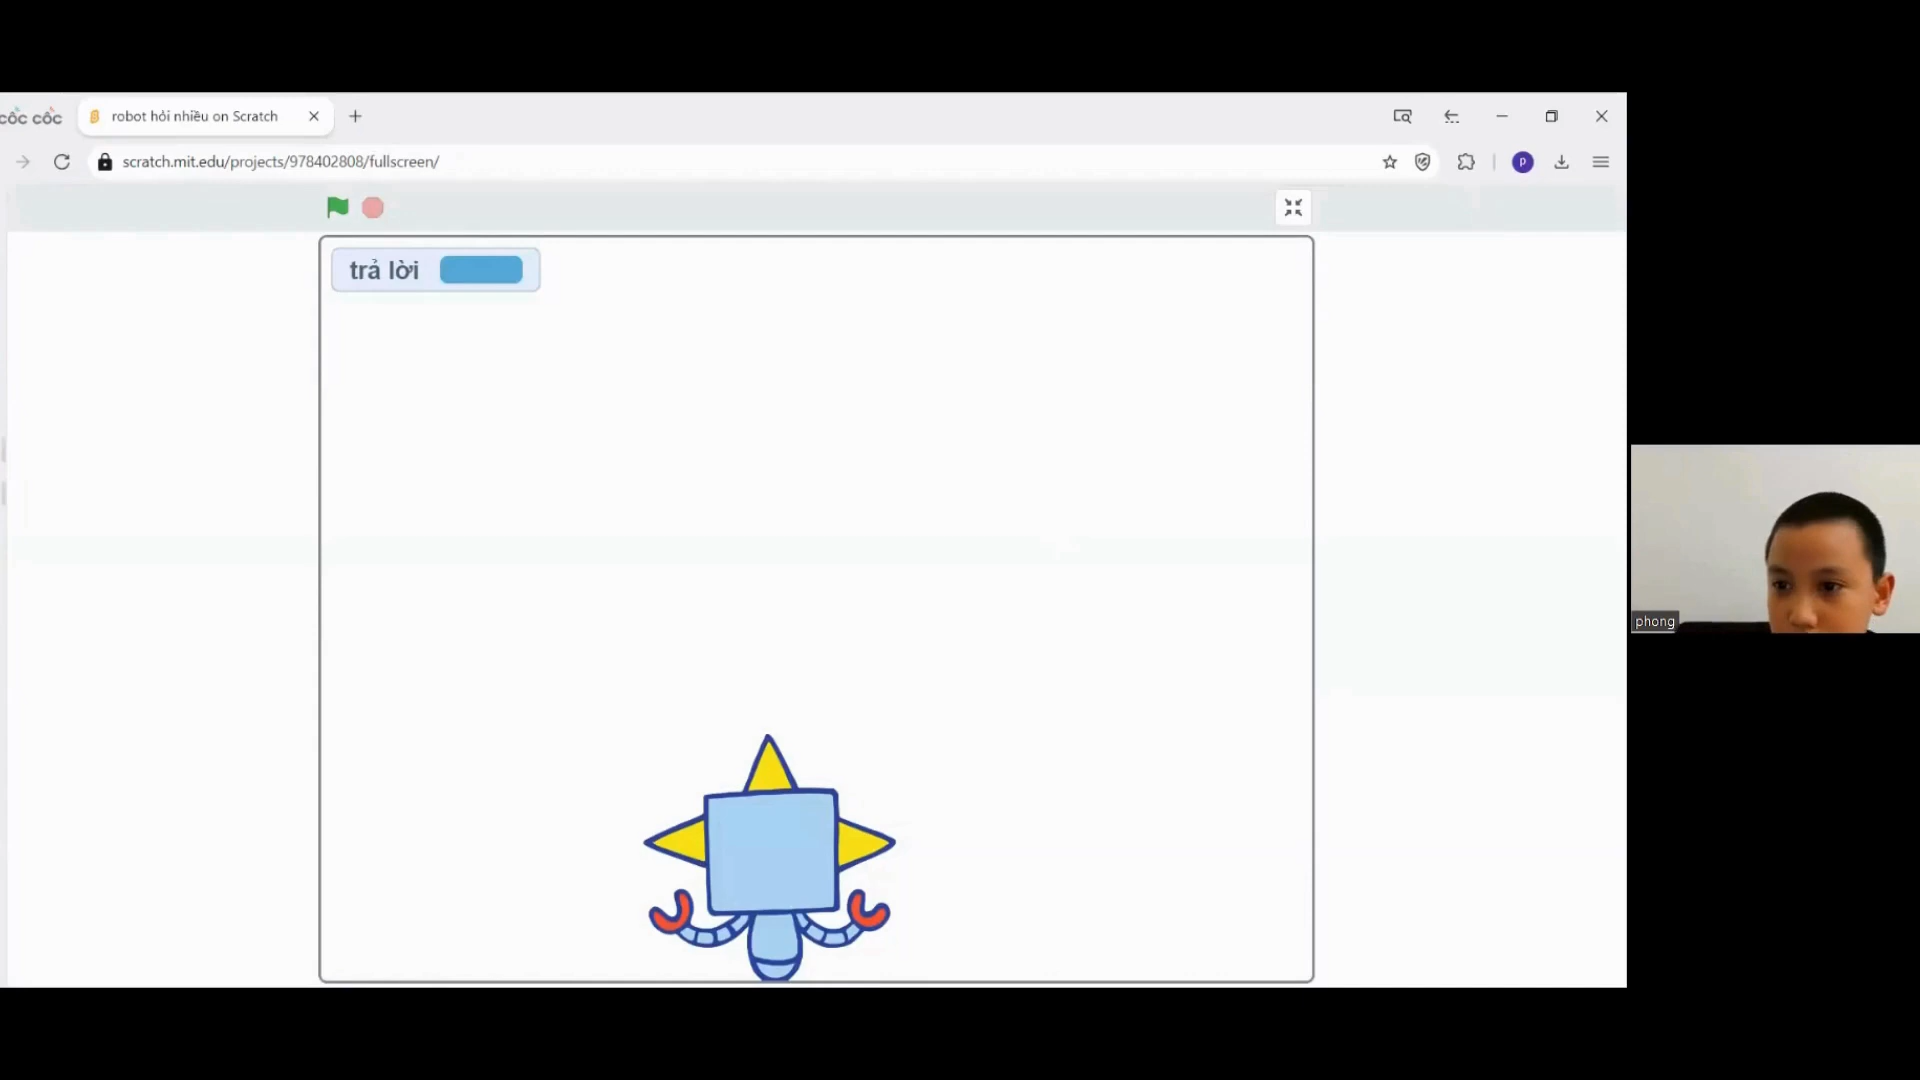 cốc cốc
robot hỏi nhiều on Scratch
scratch.mit.edu/projects/978402808/fullscreen/
P
trả lời
phong